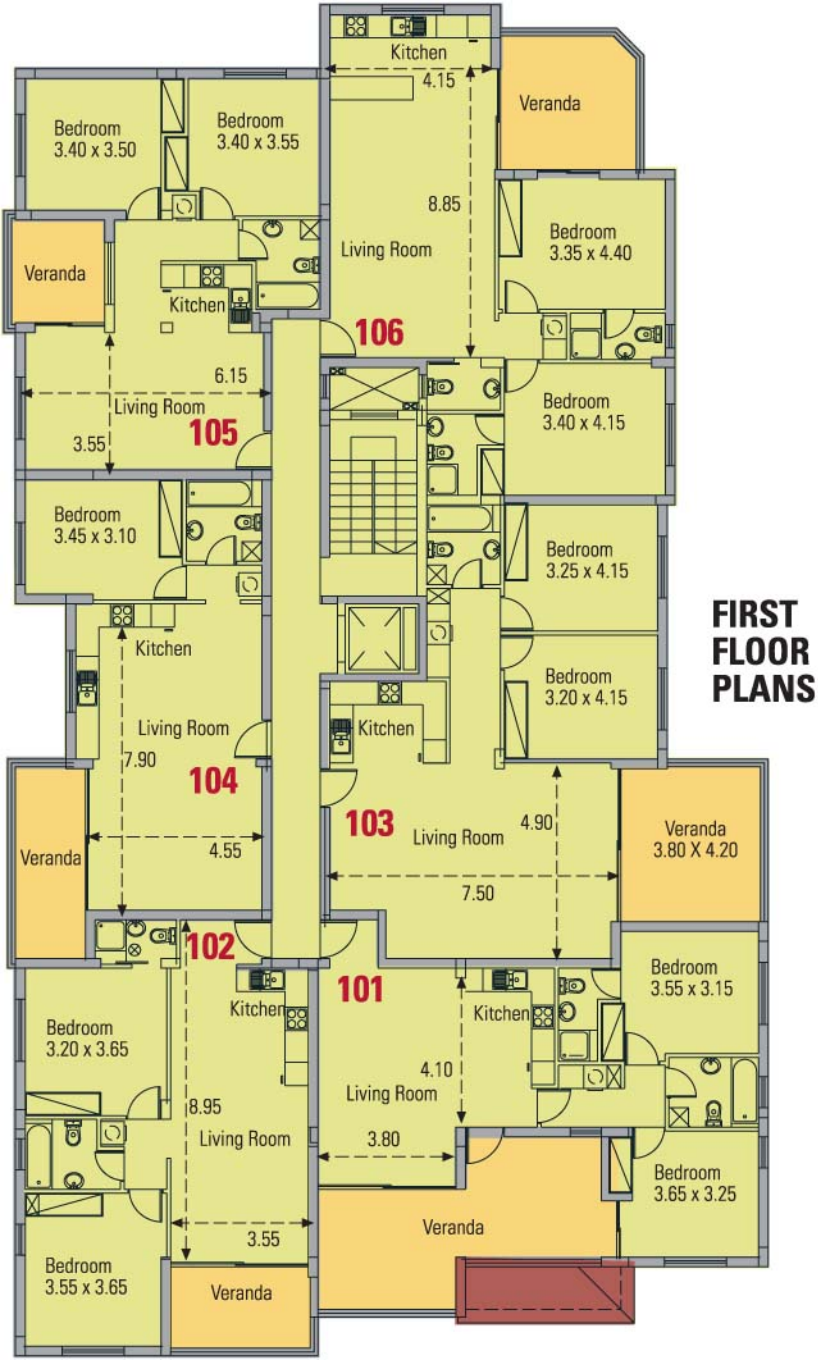 Kitchen
4.15
Veranda
8.85
Living Room
106
Bedroom
3.35 x 4.40
Bedroom
3.40 x 4.15
Bedroom
3.40 x 3.50
Bedroom
3.40 x 3.55
Veranda
Kitchen
6.15
Living Room
3.55
105
Bedroom
3.45 x 3.10
Kitchen
Living Room
7.90
104
4.55
Veranda
Bedroom
3.25 x 4.15
Bedroom
3.20 x 4.15
Kitchen
103
Living Room
4.90
7.50
Veranda
3.80 X 4.20
FIRST
FLOOR
PLANS
102
Kitchen
Bedroom
3.20 x 3.65
8.95
Living Room
3.55
Bedroom
3.55 x 3.65
Veranda
101
Kitchen
4.10
Living Room
3.80
Bedroom
3.55 x 3.15
Bedroom
3.65 x 3.25
Veranda